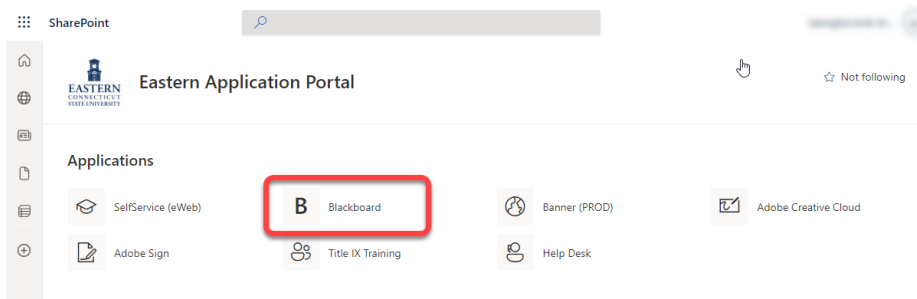 SharePoint
EASTERN
CONNECTICUT
STATE UNIVERSITY
Eastern Application Portal
Not following
Applications
SelfService (eWeb)
B Blackboard
Banner (PROD)
Adobe Creative Cloud
Adobe Sign
Title IX Training
Help Desk